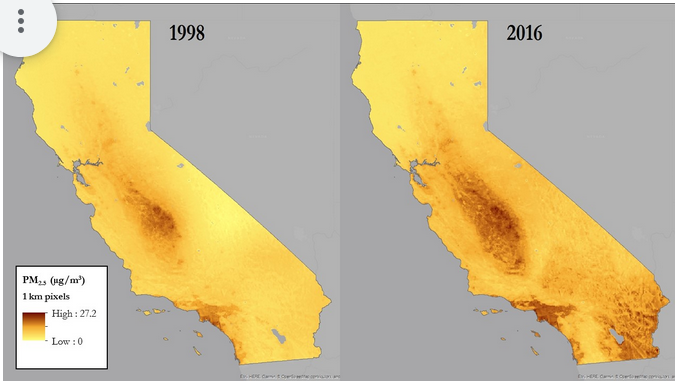 1998
2016
PM2.5 (µg/m³)
1 km pixels
High : 27.2
Low : 0